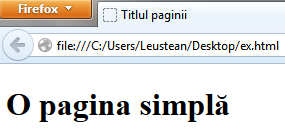 Firefox
Titlul paginii
file:///C:/Users/Leustean/Desktop/ex.html
O pagina simplă